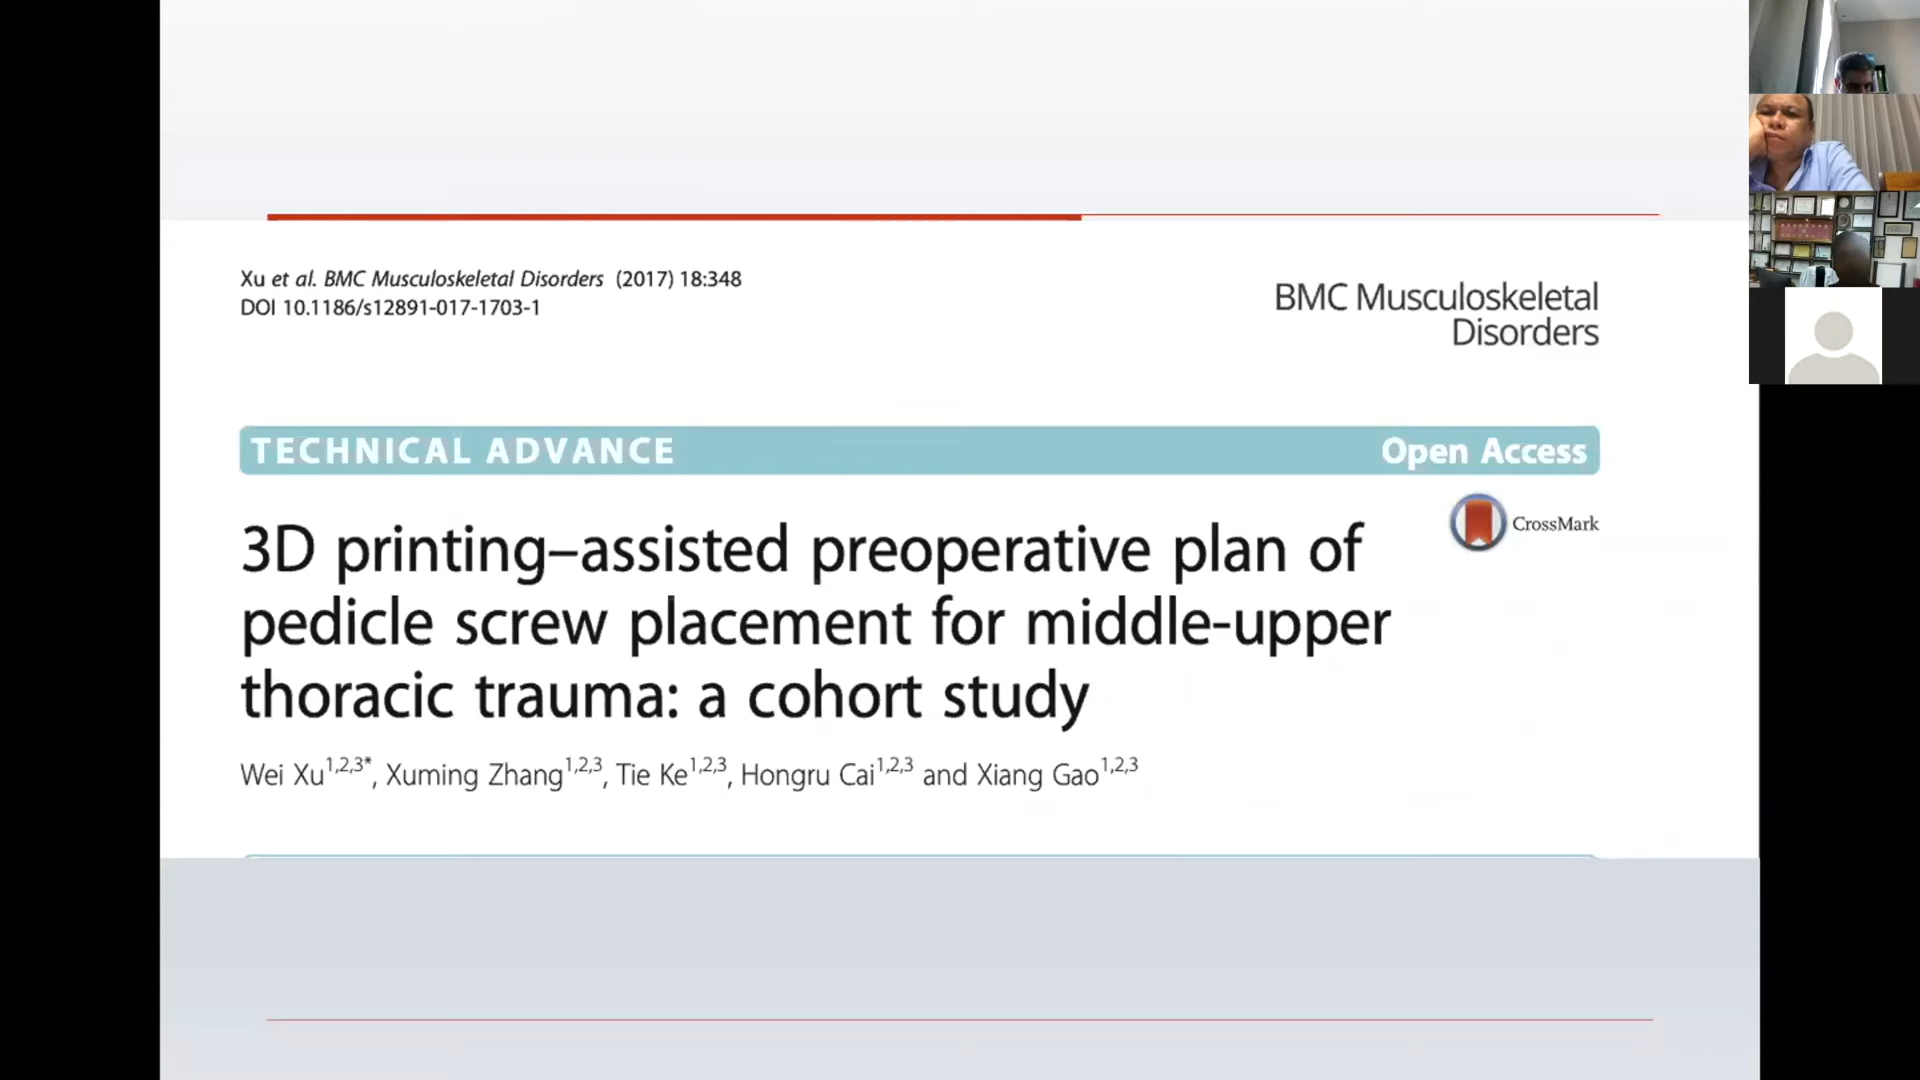 Xu et al. BMC Musculoskeletal Disorders (2017) 18:348
DOI 10.1186/s12891-017-1703-1
BMC Musculoskeletal
Disorders
TECHNICAL ADVANCE
Open Access
CrossMark
3D printing–assisted preoperative plan of
pedicle screw placement for middle-upper
thoracic trauma: a cohort study
Wei Xu1,2,3*, Xuming Zhang1,2,3, Tie Ke1,2,3, Hongru Cai1,2,3 and Xiang Gao1,2,3